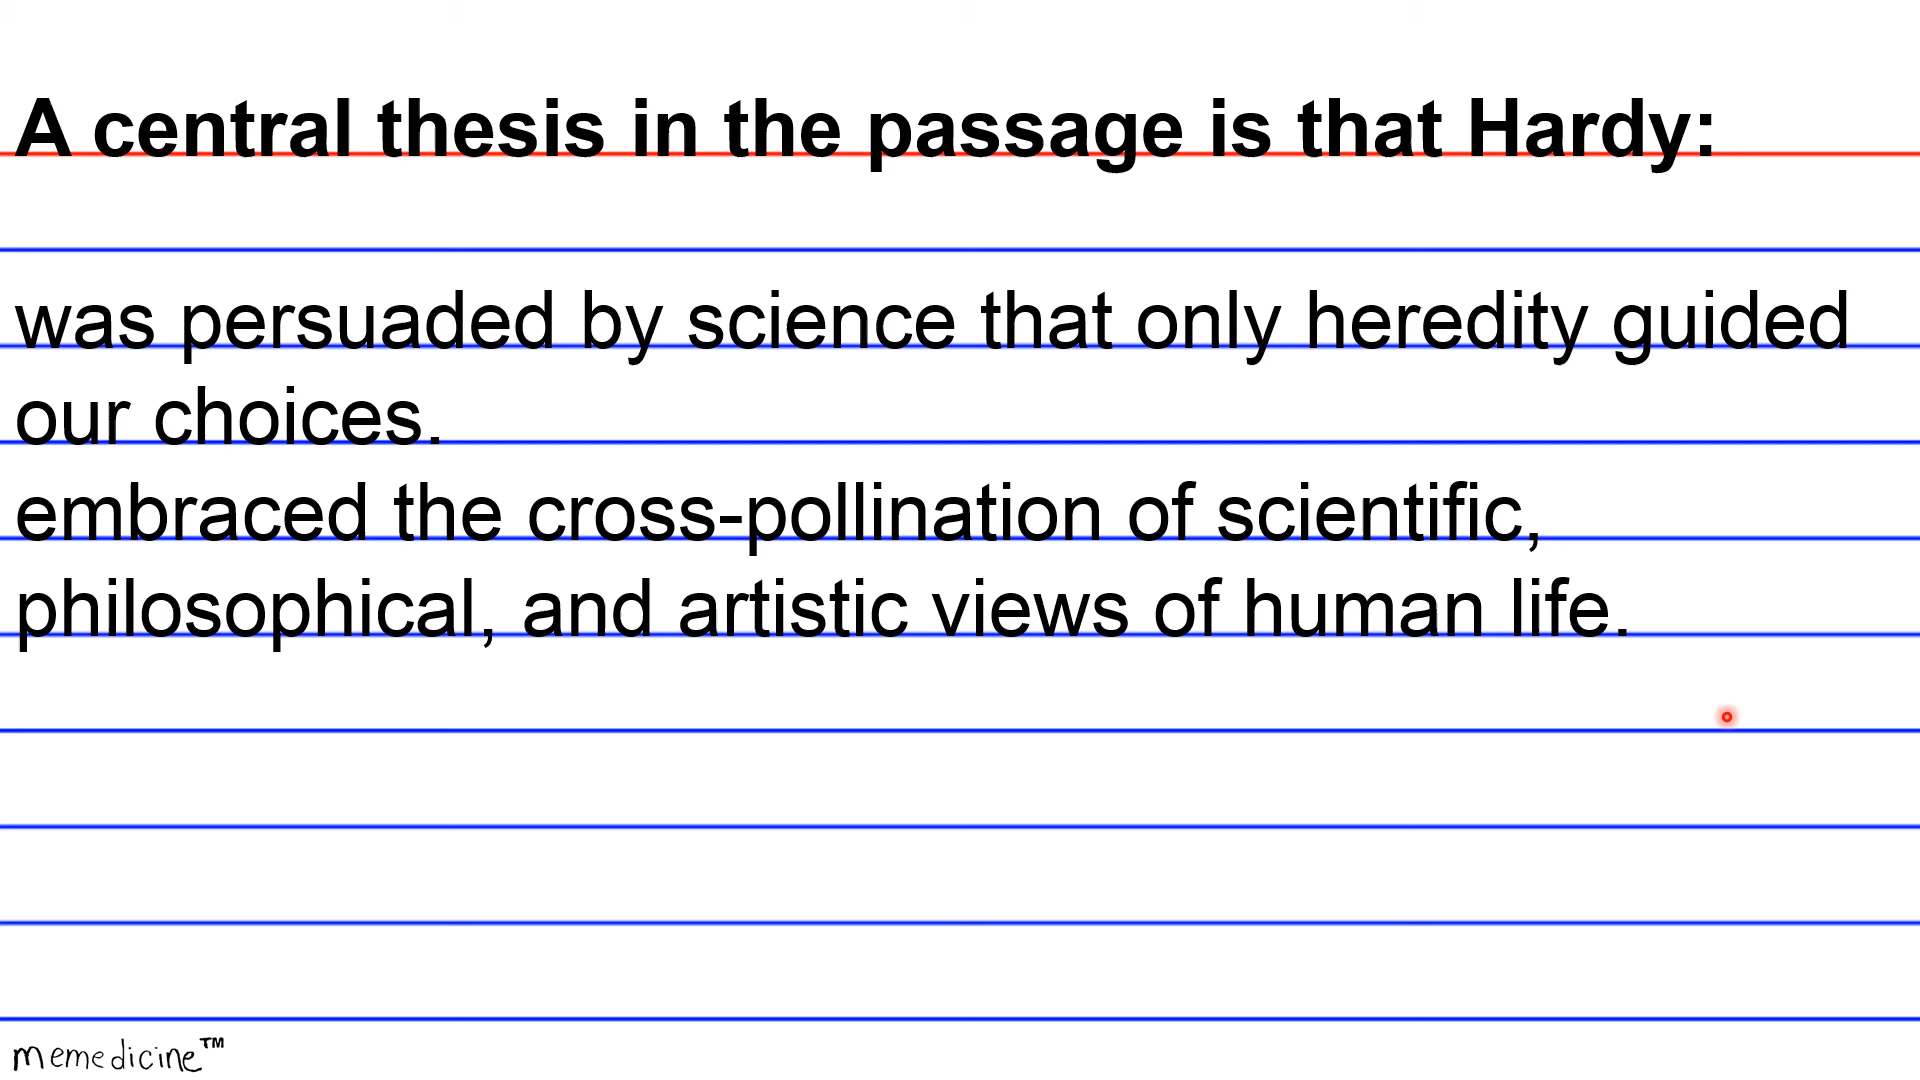 A central thesis in the passage is that Hardy:
was persuaded by science that only heredity guided
our choices.
embraced the cross-pollination of scientific,
philosophical, and artistic views of human life.
memedicine™